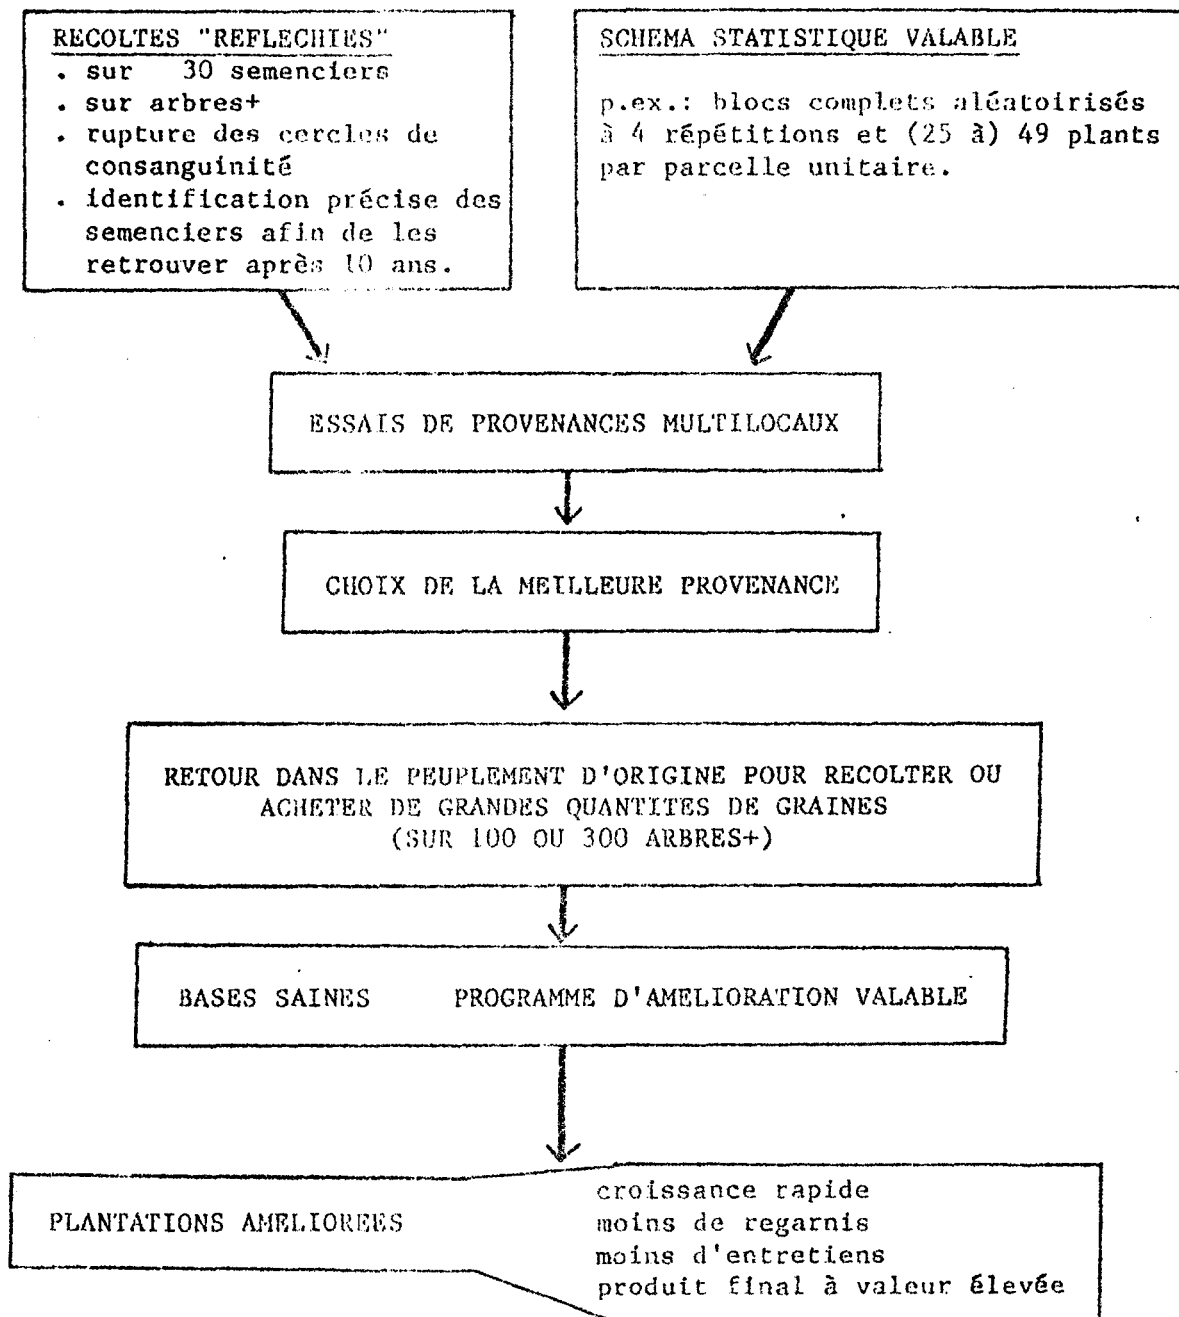 RECOLTES "REFLECHIES"
. sur 30 semenciers
. sur arbres+
. rupture des cercles de
consanguinité
. identification précise des
semenciers afin de les
retrouver après 10 ans.
SCHEMA STATISTIQUE VALABLE
p.ex.: blocs complets aléatoirisés
à 4 répétitions et (25 à) 49 plants
par parcelle unitaire.
ESSAIS DE PROVENANCES MULTILOCAUX
CHOIX DE LA MEILLEURE PROVENANCE
RETOUR DANS LE PEUPLEMENT D'ORIGINE POUR RECOLTER OU
ACHETER DE GRANDES QUANTITES DE GRAINES
(SUR 100 OU 300 ARBRES+)
BASES SAINES PROGRAMME D'AMELIORATION VALABLE
PLANTATIONS AMELIOREES
croissance rapide
moins de regarnis
moins d'entretiens
produit final à valeur élevée